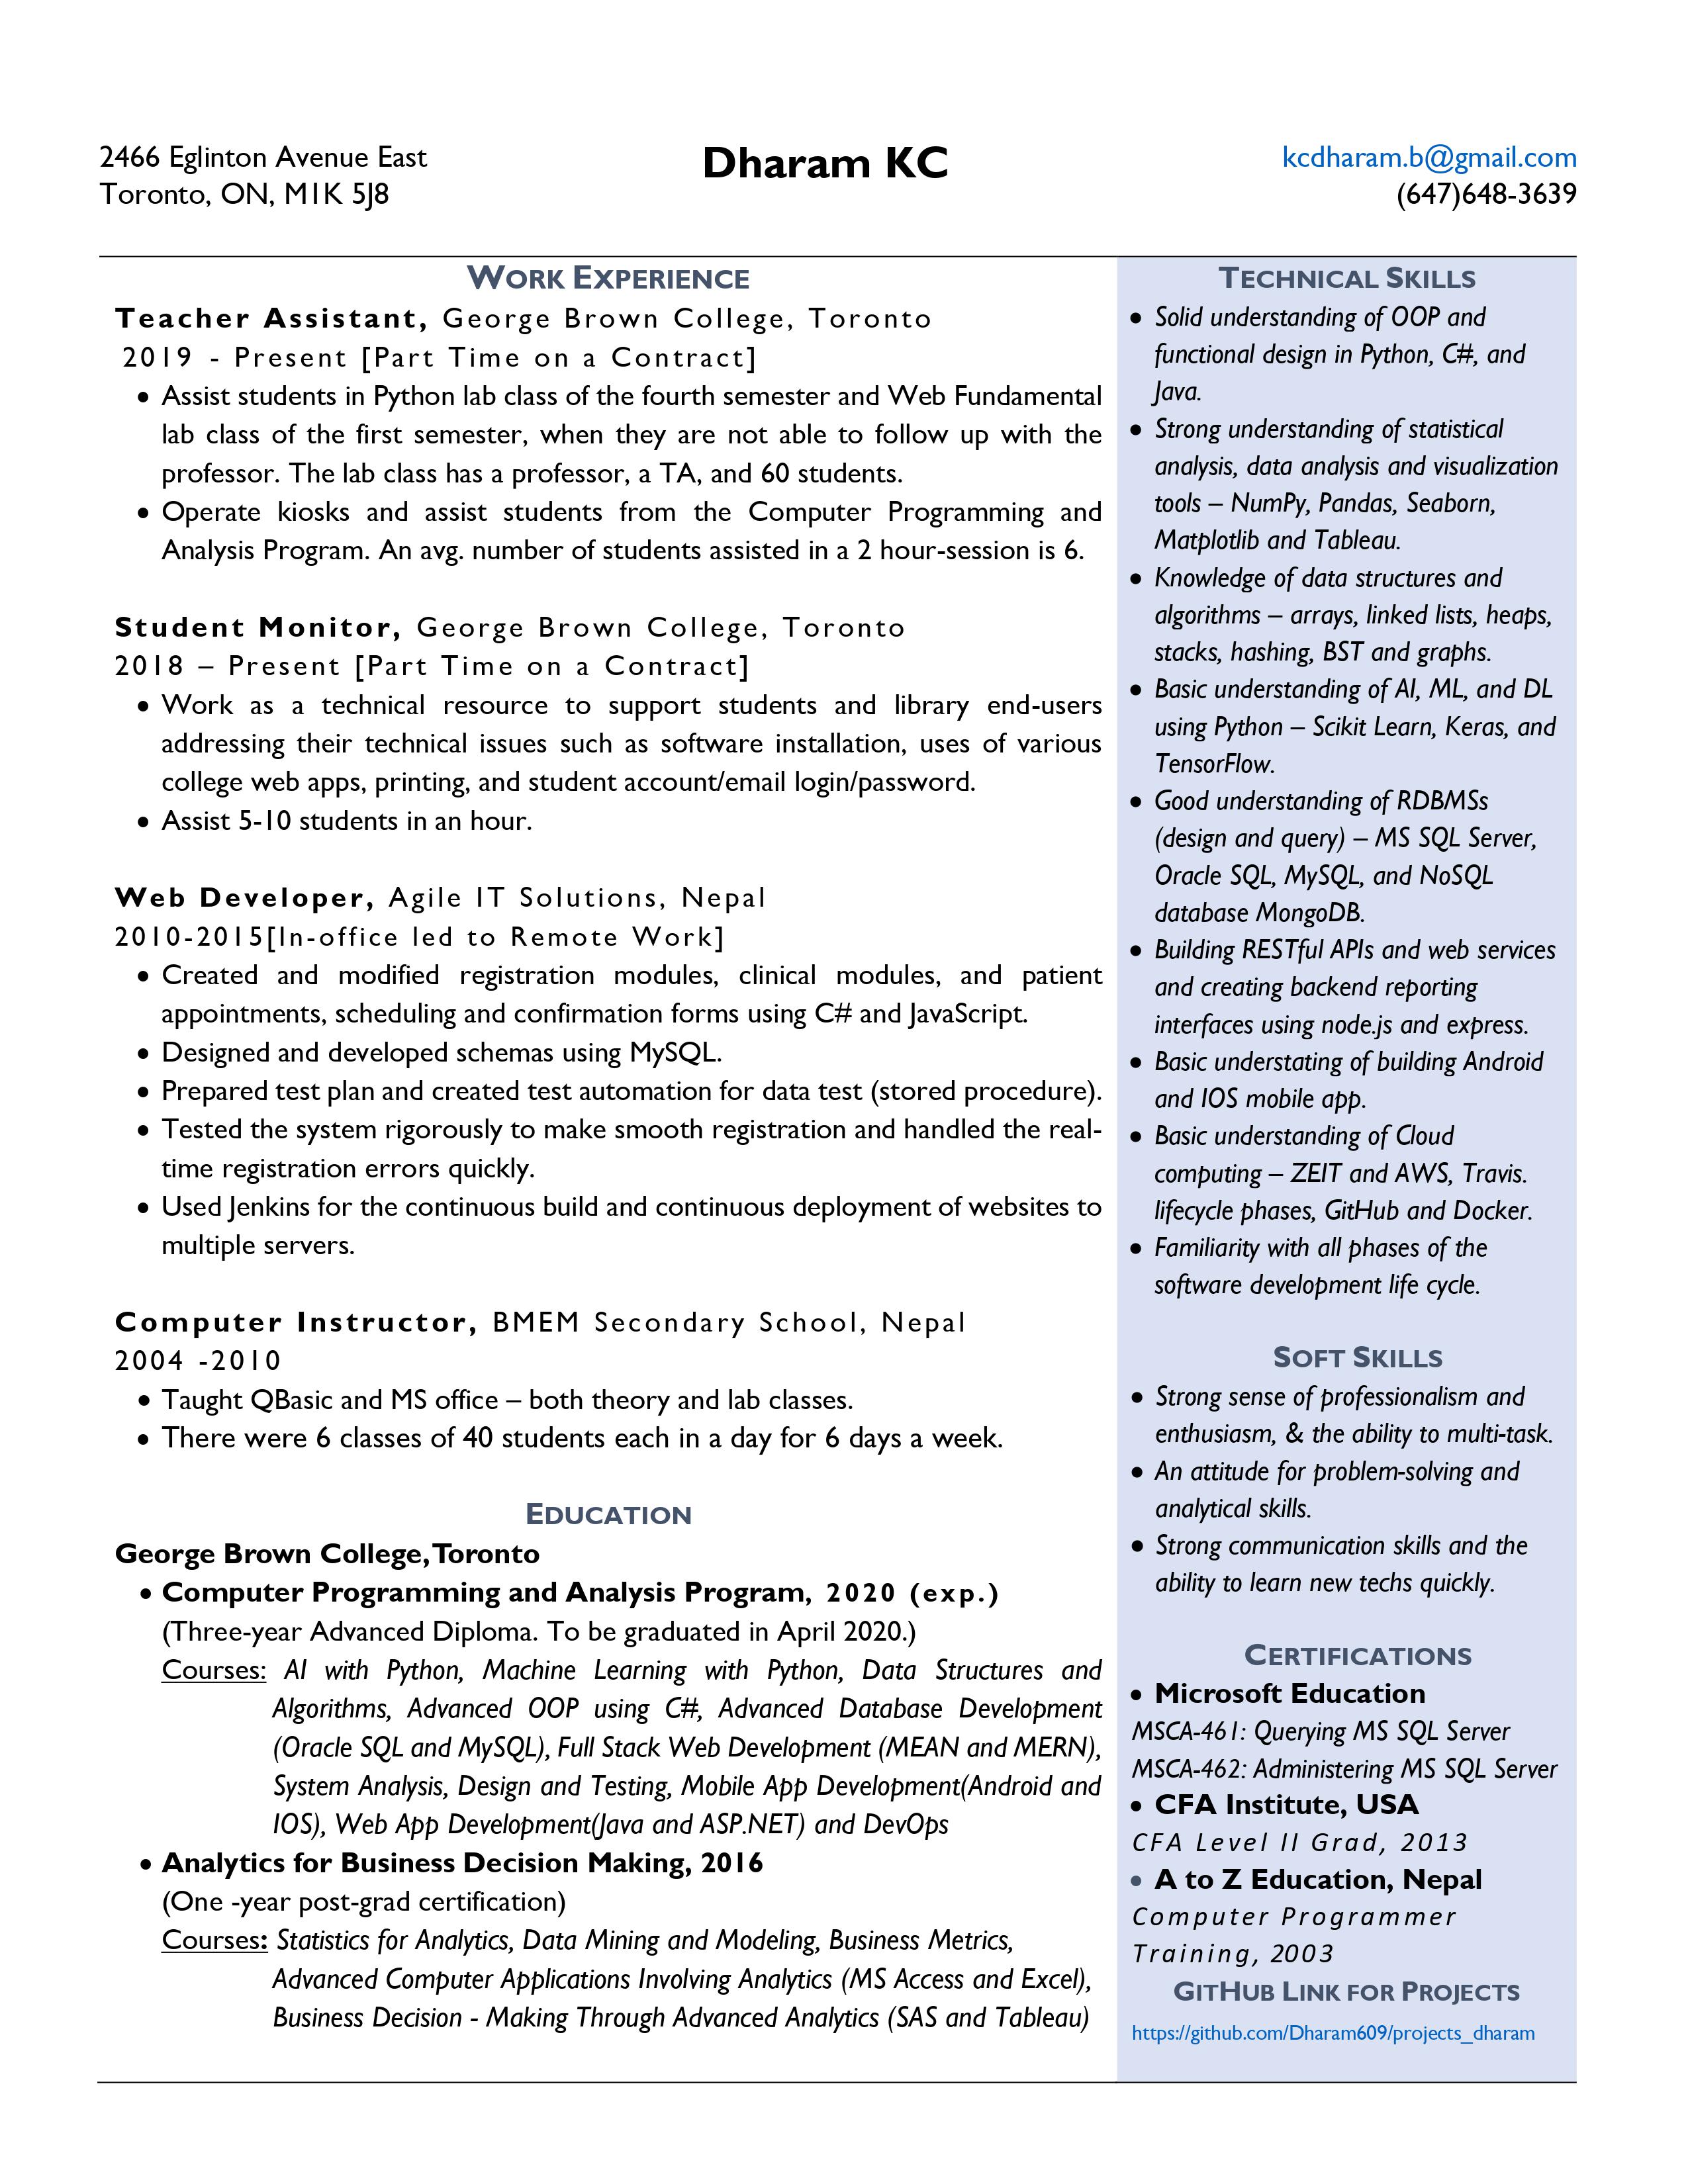 2466 Eglinton Avenue East
Toronto, ON, M1K 5J8
Dharam KC
kcdharam.b@gmail.com
(647)648-3639
WORK EXPERIENCE
Teacher Assistant, George Brown College, Toronto
2019 - Present [Part Time on a Contract]
• Assist students in Python lab class of the fourth semester and Web Fundamental
lab class of the first semester, when they are not able to follow up with the
professor. The lab class has a professor, a TA, and 60 students.
• Operate kiosks and assist students from the Computer Programming and
Analysis Program. An avg. number of students assisted in a 2 hour-session is 6.
Student Monitor, George Brown College, Toronto
2018 – Present [Part Time on a Contract]
• Work as a technical resource to support students and library end-users
addressing their technical issues such as software installation, uses of various
college web apps, printing, and student account/email login/password.
• Assist 5-10 students in an hour.
Web Developer, Agile IT Solutions, Nepal
2010-2015[In-office led to Remote Work]
• Created and modified registration modules, clinical modules, and patient
appointments, scheduling and confirmation forms using C# and JavaScript.
• Designed and developed schemas using MySQL.
• Prepared test plan and created test automation for data test (stored procedure).
• Tested the system rigorously to make smooth registration and handled the real-
time registration errors quickly.
• Used Jenkins for the continuous build and continuous deployment of websites to
multiple servers.
Computer Instructor, BMEM Secondary School, Nepal
2004 -2010
• Taught QBasic and MS office – both theory and lab classes.
• There were 6 classes of 40 students each in a day for 6 days a week.
EDUCATION
George Brown College, Toronto
• Computer Programming and Analysis Program, 2020 (exp.)
(Three-year Advanced Diploma. To be graduated in April 2020.)
Courses: AI with Python, Machine Learning with Python, Data Structures and
Algorithms, Advanced OOP using C#, Advanced Database Development
(Oracle SQL and MySQL), Full Stack Web Development (MEAN and MERN),
System Analysis, Design and Testing, Mobile App Development(Android and
IOS), Web App Development(Java and ASP.NET) and DevOps
• Analytics for Business Decision Making, 2016
(One -year post-grad certification)
Courses: Statistics for Analytics, Data Mining and Modeling, Business Metrics,
Advanced Computer Applications Involving Analytics (MS Access and Excel),
Business Decision - Making Through Advanced Analytics (SAS and Tableau)
TECHNICAL SKILLS
• Solid understanding of OOP and
functional design in Python, C#, and
Java.
• Strong understanding of statistical
analysis, data analysis and visualization
tools – NumPy, Pandas, Seaborn,
Matplotlib and Tableau.
• Knowledge of data structures and
algorithms – arrays, linked lists, heaps,
stacks, hashing, BST and graphs.
• Basic understanding of AI, ML, and DL
using Python – Scikit Learn, Keras, and
TensorFlow.
• Good understanding of RDBMSs
(design and query) – MS SQL Server,
Oracle SQL, MySQL, and NoSQL
database MongoDB.
• Building RESTful APIs and web services
and creating backend reporting
interfaces using node.js and express.
• Basic understating of building Android
and IOS mobile app.
• Basic understanding of Cloud
computing – ZEIT and AWS, Travis.
lifecycle phases, GitHub and Docker.
• Familiarity with all phases of the
software development life cycle.
SOFT SKILLS
• Strong sense of professionalism and
enthusiasm, & the ability to multi-task.
• An attitude for problem-solving and
analytical skills.
• Strong communication skills and the
ability to learn new techs quickly.
CERTIFICATIONS
• Microsoft Education
MSCA-461: Querying MS SQL Server
MSCA-462: Administering MS SQL Server
• CFA Institute, USA
CFA Level II Grad, 2013
• A to Z Education, Nepal
Computer Programmer
Training, 2003
GITHUB LINK FOR PROJECTS
https://github.com/Dharam609/projects_dharam